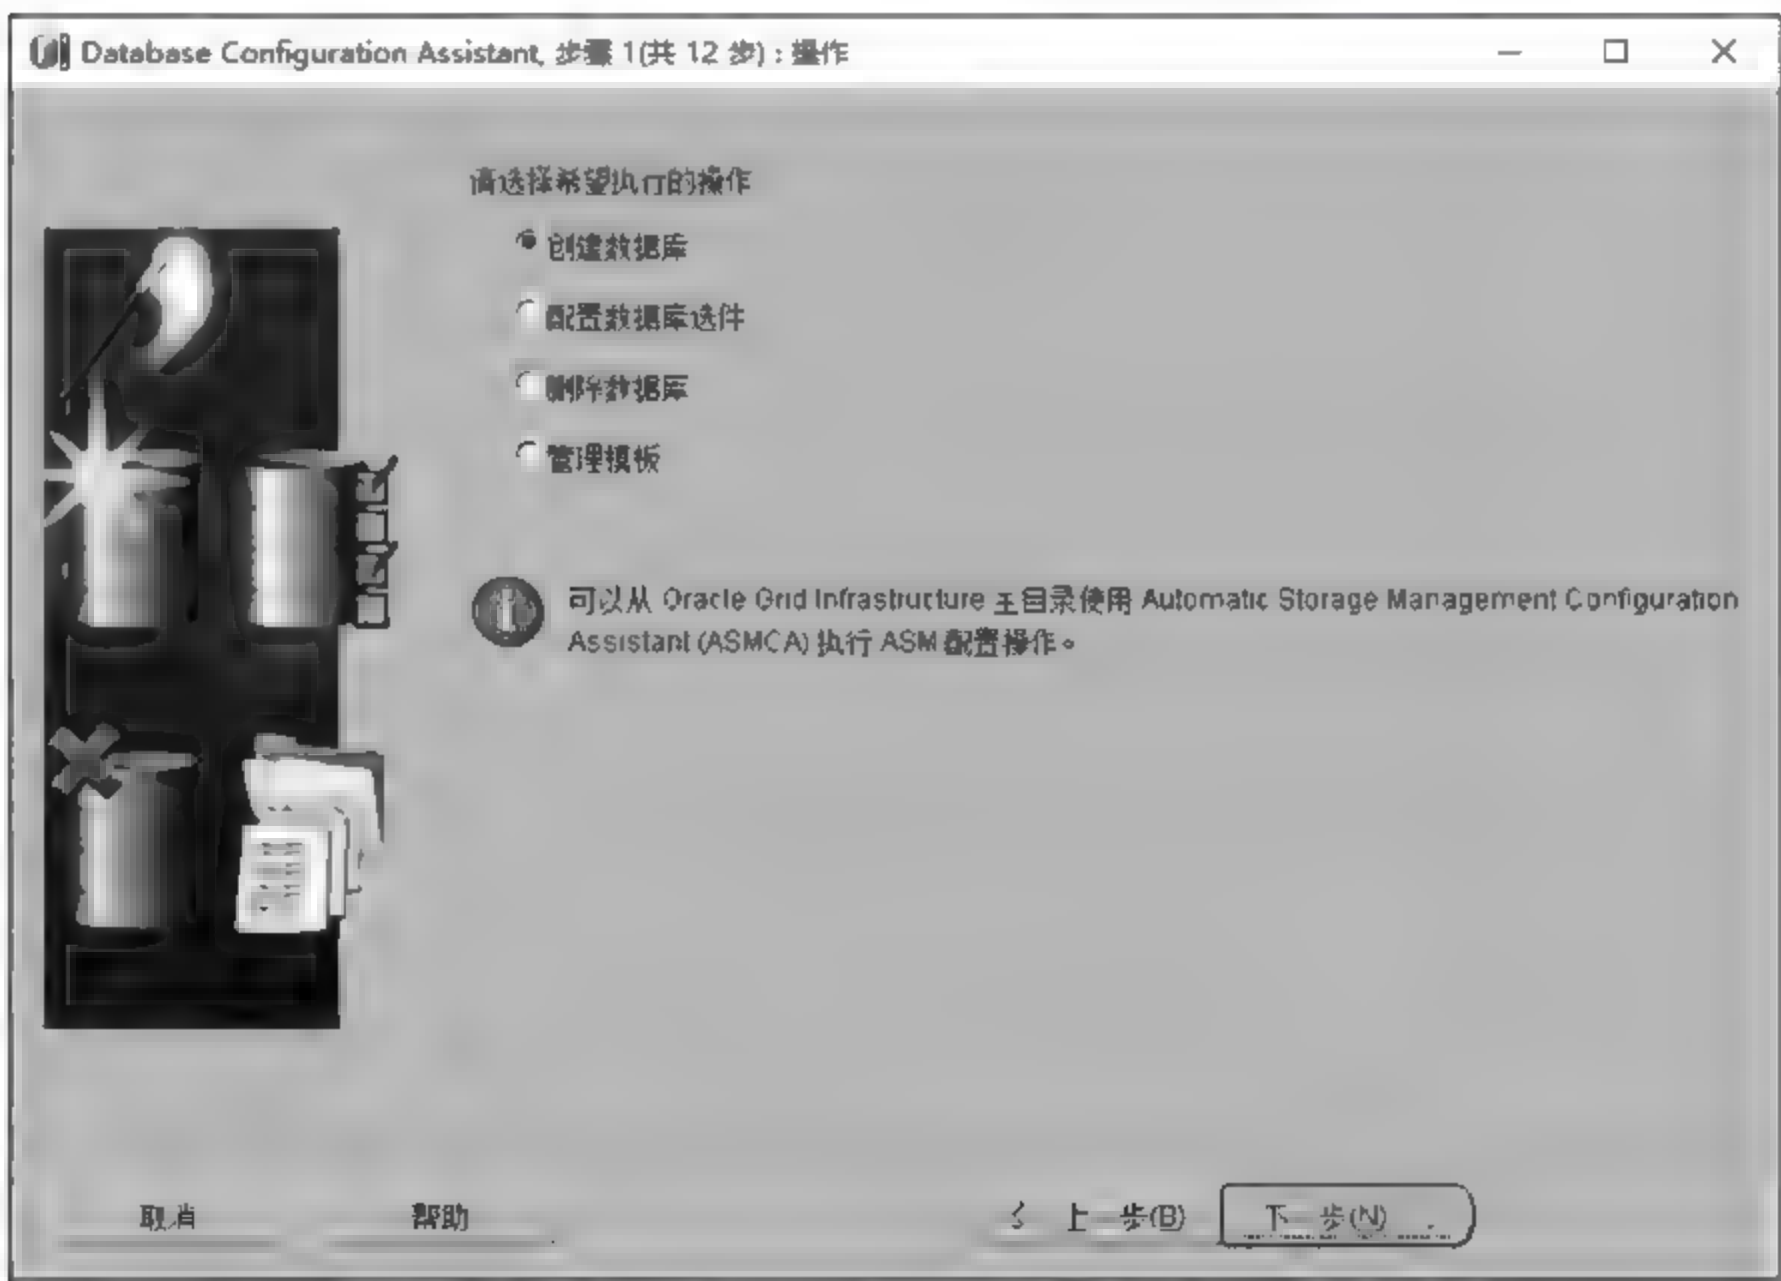 Database Configuration Assistant, 步骤 1(共 12 步) : 操作
请选择希望执行的操作
创建数据库
配置数据库选件
删除数据库
管理模板
可以从 Oracle Grid Infrastructure 主目录使用 Automatic Storage Management Configuration
Assistant (ASMCA) 执行 ASM 配置操作。
取消 帮助 上一步(B) 下一步(N)